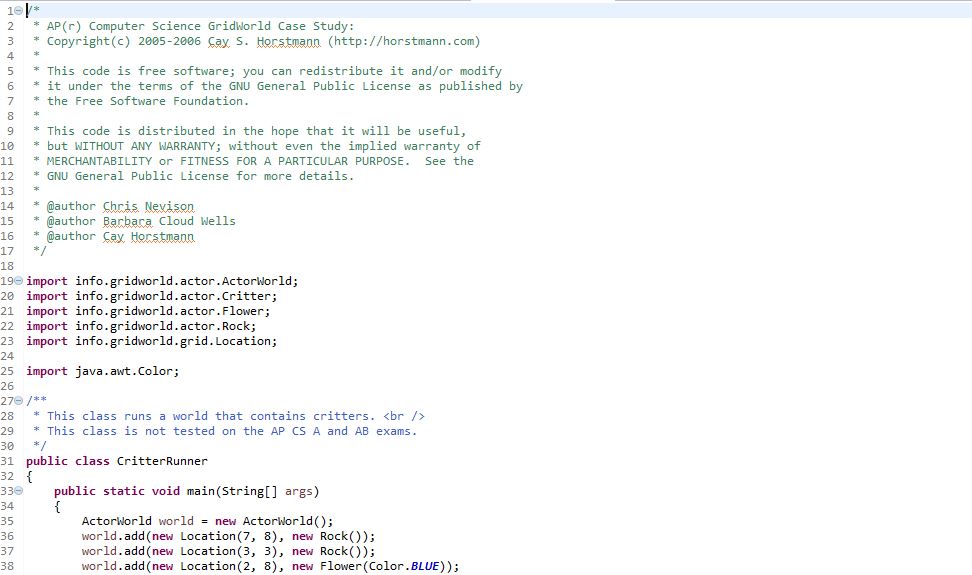 1 /*
2  * AP(r) Computer Science GridWorld Case Study:
3  * Copyright(c) 2005-2006 Cay S. Horstmann (http://horstmann.com)
4  *
5  * This code is free software; you can redistribute it and/or modify
6  * it under the terms of the GNU General Public License as published by
7  * the Free Software Foundation.
8  *
9  * This code is distributed in the hope that it will be useful,
10  * but WITHOUT ANY WARRANTY; without even the implied warranty of
11  * MERCHANTABILITY or FITNESS FOR A PARTICULAR PURPOSE.  See the
12  * GNU General Public License for more details.
13  *
14  * @author Chris Nevison
15  * @author Barbara Cloud Wells
16  * @author Cay Horstmann
17  */
18
19 import info.gridworld.actor.ActorWorld;
20 import info.gridworld.actor.Critter;
21 import info.gridworld.actor.Flower;
22 import info.gridworld.actor.Rock;
23 import info.gridworld.grid.Location;
24
25 import java.awt.Color;
26
27 /**
28  * This class runs a world that contains critters. <br />
29  * This class is not tested on the AP CS A and AB exams.
30  */
31 public class CritterRunner
32 {
33     public static void main(String[] args)
34     {
35         ActorWorld world = new ActorWorld();
36         world.add(new Location(7, 8), new Rock());
37         world.add(new Location(3, 3), new Rock());
38         world.add(new Location(2, 8), new Flower(Color.BLUE));